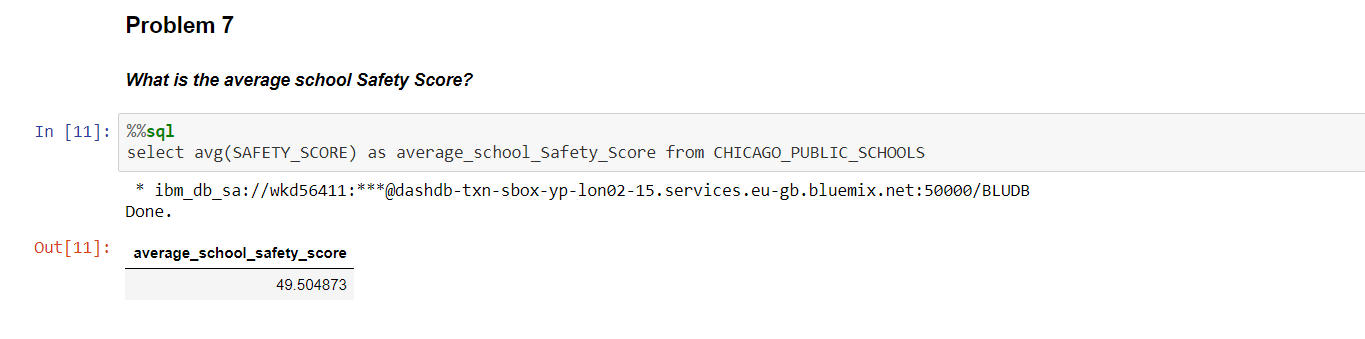 Problem 7
What is the average school Safety Score?
In [11]: %%sql
select avg(SAFETY_SCORE) as average_school_Safety_Score from CHICAGO_PUBLIC_SCHOOLS
* ibm_db_sa://wkd56411:***@dashdb-txn-sbox-yp-lon02-15.services.eu-gb.bluemix.net:50000/BLUDB
Done.
Out[11]: average_school_safety_score
49.504873